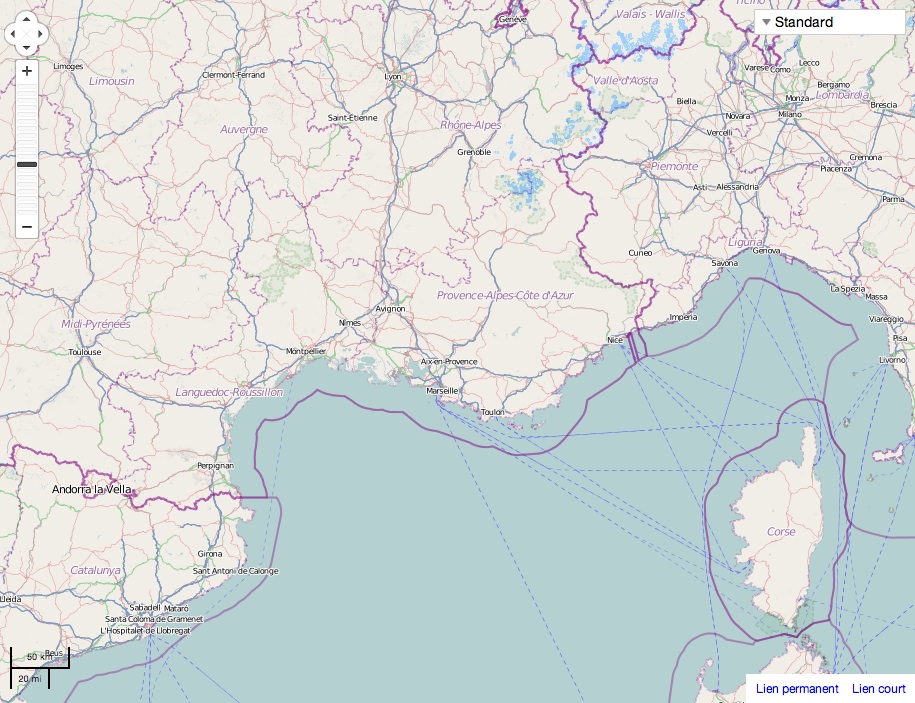 Genève
Valais - Wallis
Standard
Limoges
Limousin
Clermont-Ferrand
Lyon
Valle d'Aosta
Varese
Como
Lecco
Bergamo
Lombardia
Monza
Brescia
Biella
Novara
Milano
Saint-Étienne
Auvergne
Rhône-Alpes
Vercelli
Grenoble
Piemonte
Cremona
Piacenza
Asti
Alessandria
Parma
Liguria
Genova
Cuneo
Savona
La Spezia
Massa
Provence-Alpes-Côte d'Azur
Avignon
Nîmes
Imperia
Viareggio
Midi-Pyrénées
Toulouse
Montpellier
Nice
Pisa
Aix-en-Provence
Livorno
Languedoc-Roussillon
Marseille
Toulon
Perpignan
Andorra la Vella
Corse
Girona
Catalunya
Sant Antoni de Calonge
Lleida
Sabadell
Mataró
Santa Coloma de Gramenet
L'Hospitalet de Llobregat
Reus
50 km
20 mi
Lien permanent
Lien court